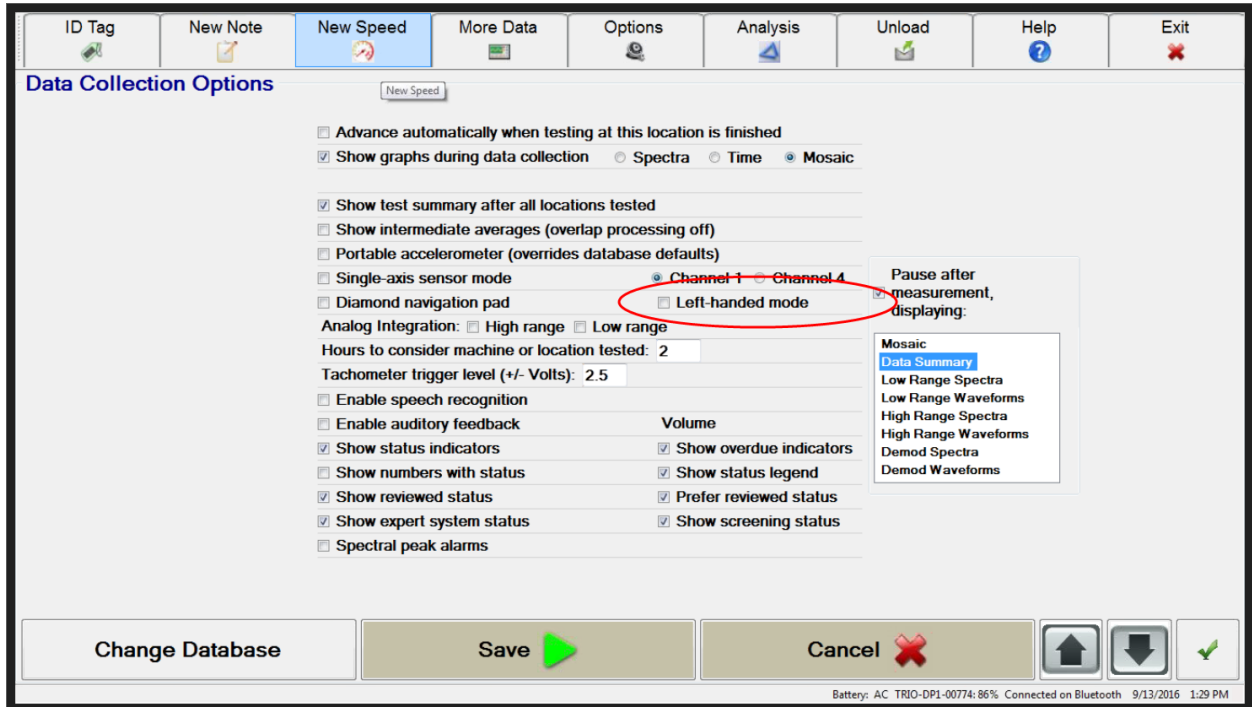 ID Tag New Note New Speed More Data Options Analysis Unload Help Exit
Data Collection Options
New Speed
Advance automatically when testing at this location is finished
Show graphs during data collection Spectra Time Mosaic
Show test summary after all locations tested
Show intermediate averages (overlap processing off)
Portable accelerometer (overrides database defaults)
Single-axis sensor mode Channel 1 Channel 4
Diamond navigation pad Left-handed mode
Analog Integration: High range Low range
Hours to consider machine or location tested: 2
Tachometer trigger level (+/- Volts): 2.5
Enable speech recognition
Enable auditory feedback Volume
Show status indicators Show overdue indicators
Show numbers with status Show status legend
Show reviewed status Prefer reviewed status
Show expert system status Show screening status
Spectral peak alarms
Pause after
measurement,
displaying:
Mosaic
Data Summary
Low Range Spectra
Low Range Waveforms
High Range Spectra
High Range Waveforms
Demod Spectra
Demod Waveforms
Change Database Save Cancel
Battery: AC TRIO-DP1-00774: 86% Connected on Bluetooth 9/13/2016 1:29 PM